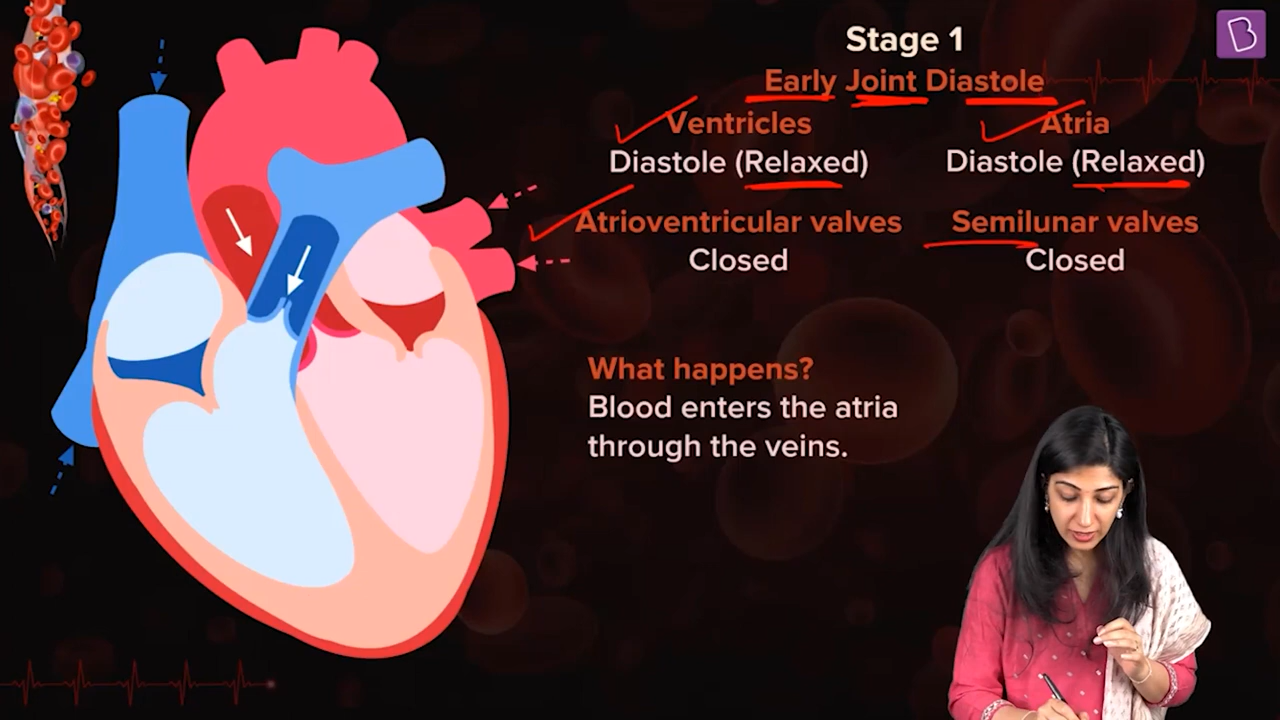 Stage 1
Early Joint Diastole
Ventricles
Atria
Diastole (Relaxed)
Diastole (Relaxed)
Atrioventricular valves
Semilunar valves
Closed
Closed
What happens?
Blood enters the atria
through the veins.
B